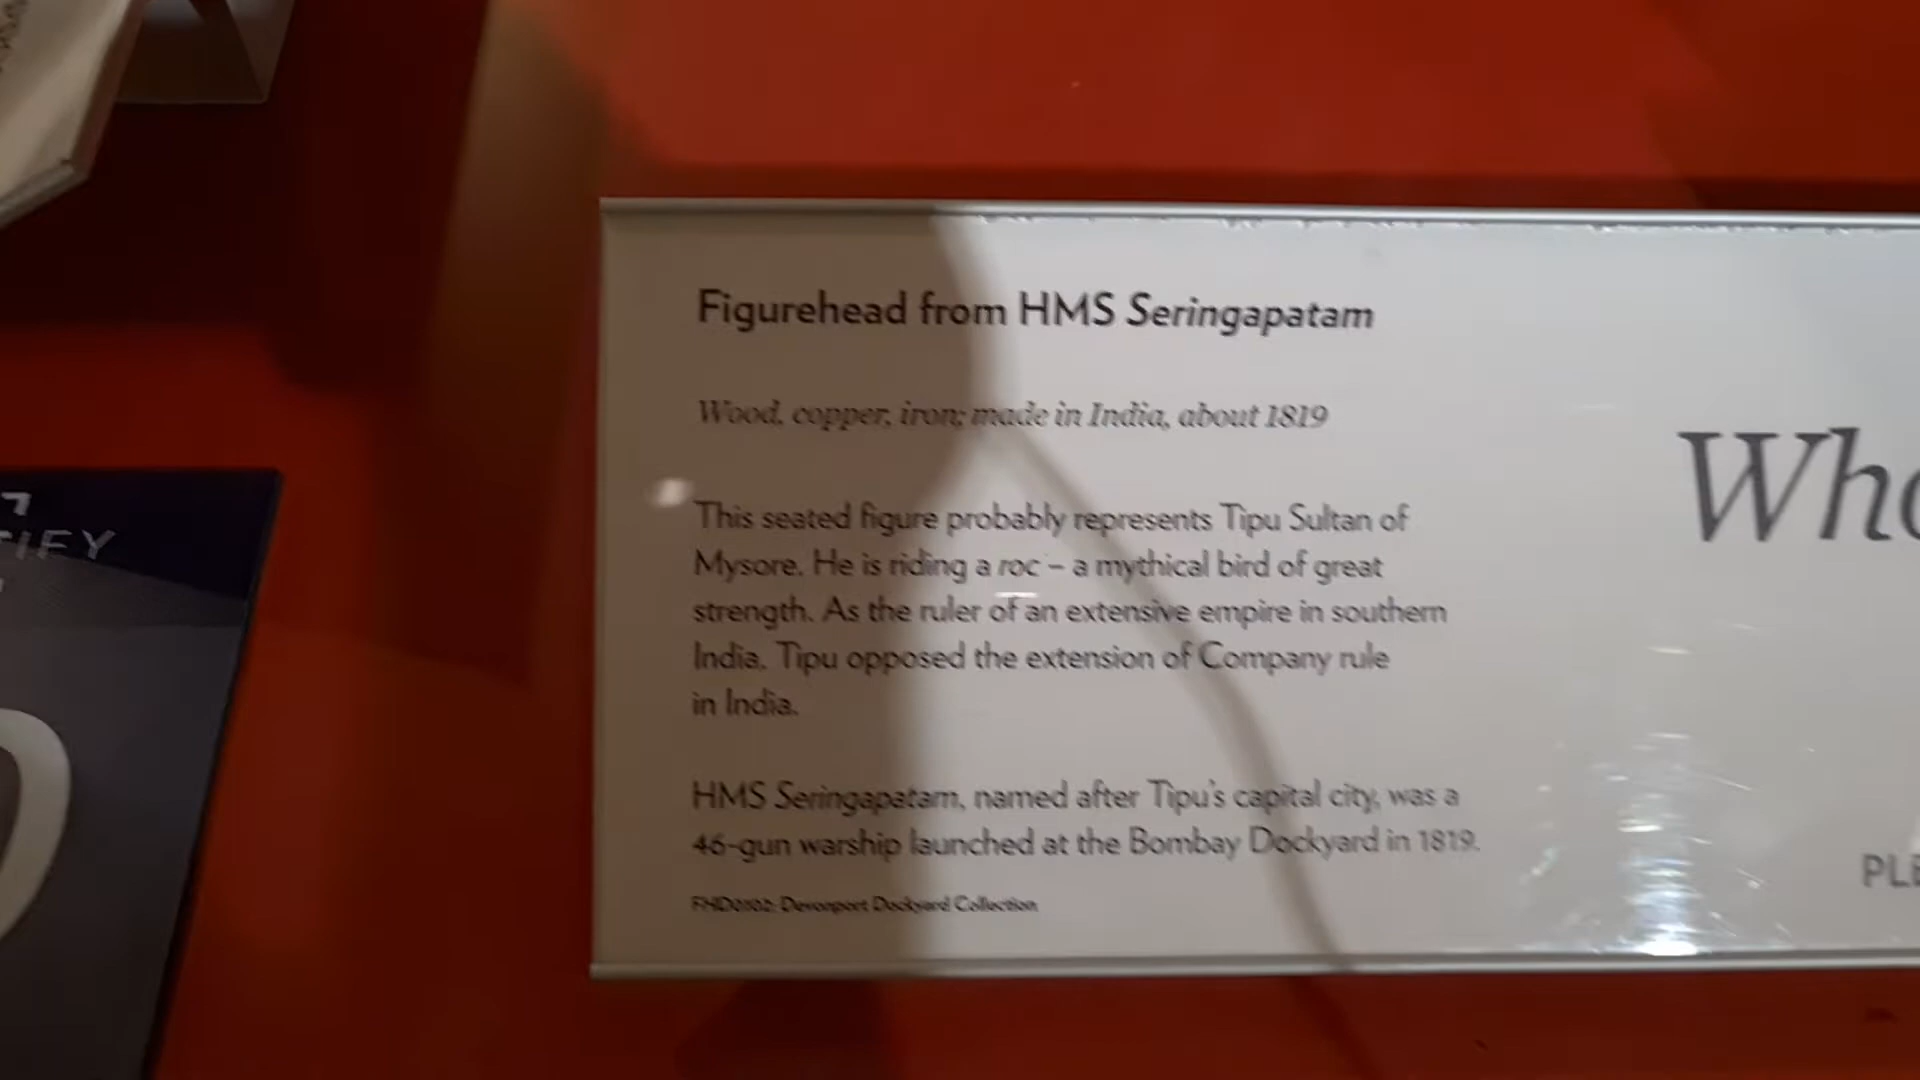 Figurehead from HMS Seringapatam
Wood, copper, iron; made in India, about 1819
This seated figure probably represents Tipu Sultan of
Mysore. He is riding a roc – a mythical bird of great
strength. As the ruler of an extensive empire in southern
India, Tipu opposed the extension of Company rule
in India.
HMS Seringapatam, named after Tipu's capital city, was a
46-gun warship launched at the Bombay Dockyard in 1819.
Devonport Dockyard Collection